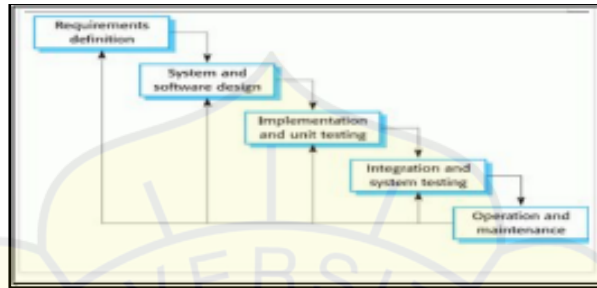 Requirements
definition
System and
software design
Implementation
and unit testing
Integration and
system testing
Operation and
maintenance